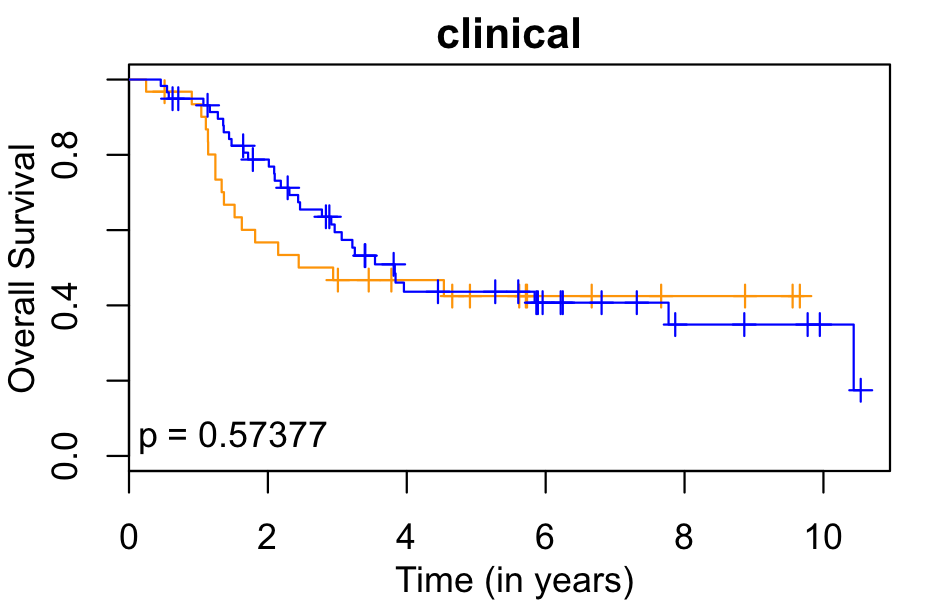 clinical
Overall Survival
0.8
0.4
0.0
p = 0.57377
0 2 4 6 8 10
Time (in years)